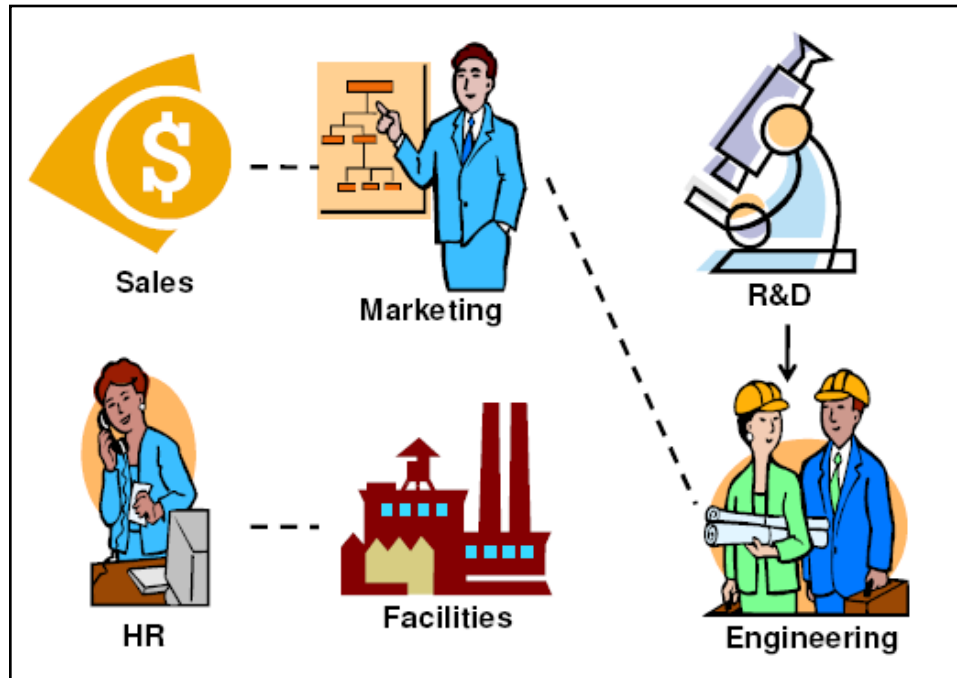 $
Sales
Marketing
R&D
HR
Facilities
Engineering